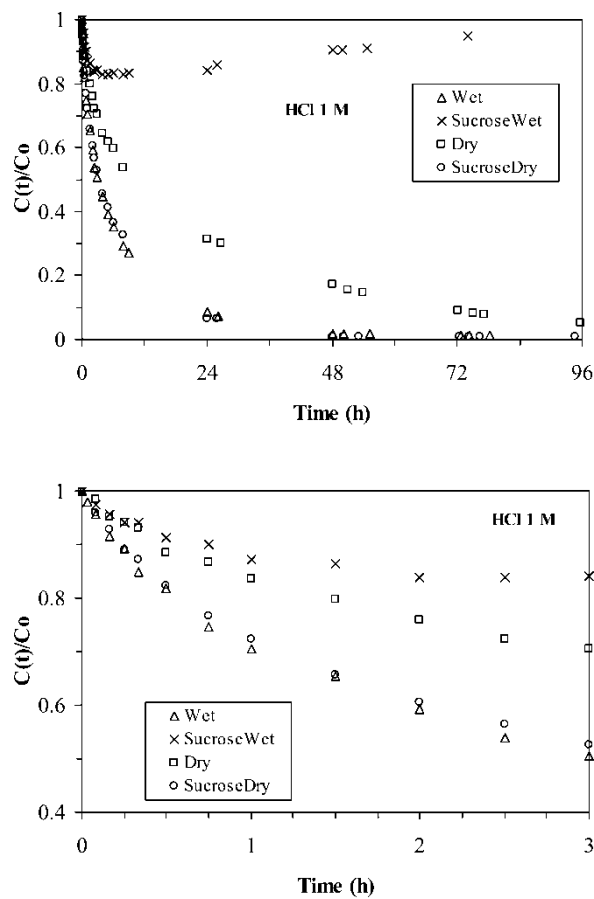 1
0.8
0.6
0.4
0.2
0
C(t)/Co
HCl 1 M
Wet
SucroseWet
Dry
SucroseDry
0 24 48 72 96
Time (h)
1
0.8
0.6
0.4
C(t)/Co
HCl 1 M
Wet
SucroseWet
Dry
SucroseDry
0 1 2 3
Time (h)